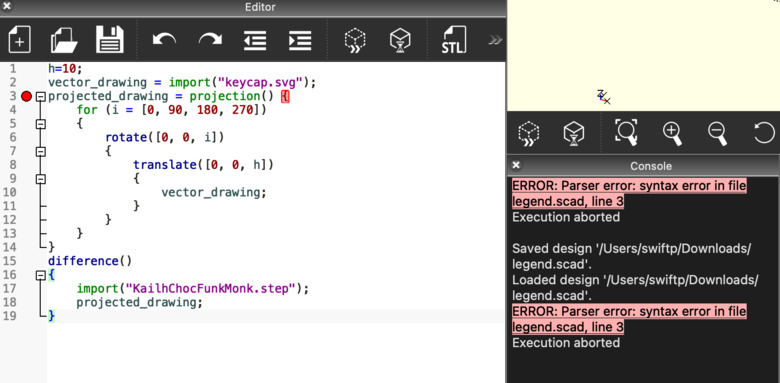 Editor
STL
1 h=10;
2 vector_drawing = import("keycap.svg");
3 projected_drawing = projection() {
4     for (i = [0, 90, 180, 270])
5     {
6         rotate([0, 0, i])
7         {
8             translate([0, 0, h])
9             {
10                 vector_drawing;
11             }
12         }
13     }
14 }
15 difference()
16 {
17     import("KailhChocFunkMonk.step");
18     projected_drawing;
19 }
Console
ERROR: Parser error: syntax error in file
legend.scad, line 3
Execution aborted
Saved design '/Users/swiftp/Downloads/
legend.scad'.
Loaded design '/Users/swiftp/Downloads/
legend.scad'.
ERROR: Parser error: syntax error in file
legend.scad, line 3
Execution aborted